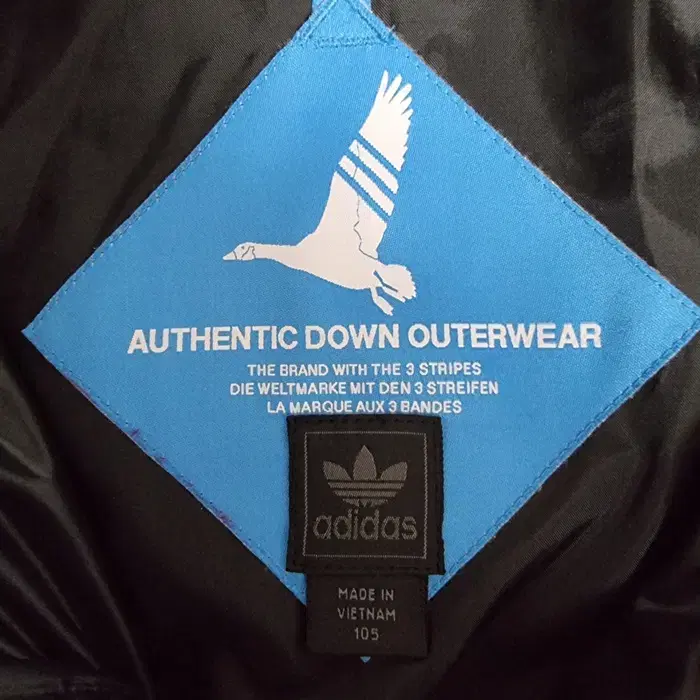 AUTHENTIC DOWN OUTERWEAR
THE BRAND WITH THE 3 STRIPES
DIE WELTMARKE MIT DEN 3 STREIFEN
LA MARQUE AUX 3 BANDES
adidas
MADE IN
VIETNAM
105